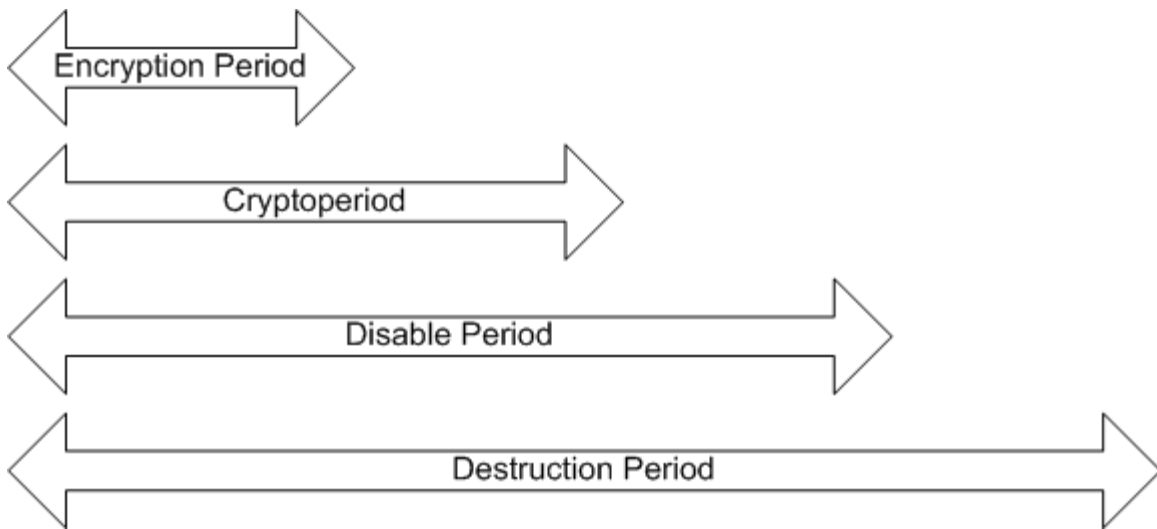 Encryption Period
Cryptoperiod
Disable Period
Destruction Period